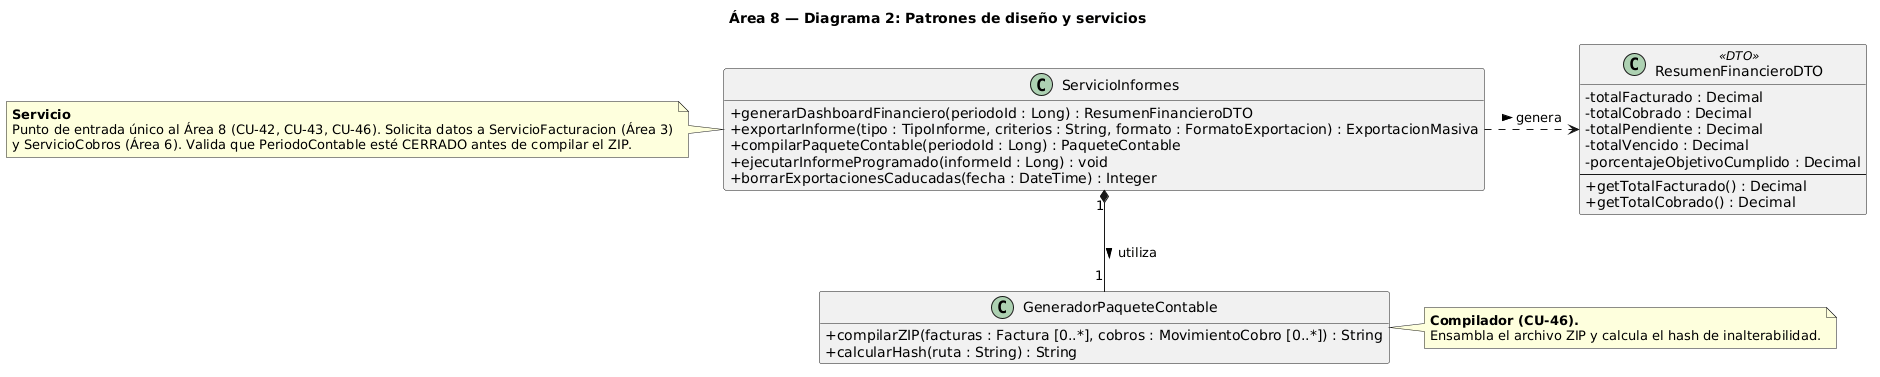 Área 8 — Diagrama 2: Patrones de diseño y servicios
Servicio
Punto de entrada único al Área 8 (CU-42, CU-43, CU-46). Solicita datos a ServicioFacturacion (Área 3)
y ServicioCobros (Área 6). Valida que PeriodoContable esté CERRADO antes de compilar el ZIP.
C ServicioInformes
+generarDashboardFinanciero(periodoId : Long) : ResumenFinancieroDTO
+exportarInforme(tipo : TipoInforme, criterios : String, formato : FormatoExportacion) : ExportacionMasiva
+compilarPaqueteContable(periodoId : Long) : PaqueteContable
+ejecutarInformeProgramado(informeId : Long) : void
+borrarExportacionesCaducadas(fecha : DateTime) : Integer
genera
C «DTO»
ResumenFinancieroDTO
-totalFacturado : Decimal
-totalCobrado : Decimal
-totalPendiente : Decimal
-totalVencido : Decimal
-porcentajeObjetivoCumplido : Decimal
+getTotalFacturado() : Decimal
+getTotalCobrado() : Decimal
1
utiliza
1
C GeneradorPaqueteContable
+compilarZIP(facturas : Factura [0..*], cobros : MovimientoCobro [0..*]) : String
+calcularHash(ruta : String) : String
Compilador (CU-46).
Ensambla el archivo ZIP y calcula el hash de inalterabilidad.